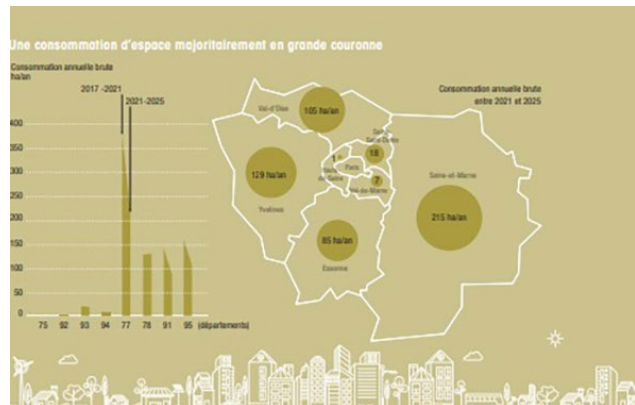 Une consommation d'espace majoritairement en grande couronne
Consommation annuelle brute
ha/an
2017 -2021
2021-2025
400
350
300
250
200
150
100
50
0
75 92 93 94 77 78 91 95 (départements)
Consommation annuelle brute
entre 2021 et 2025
Val-d'Oise
105 ha/an
Seine-
Saint-Denis
18
1
Hauts-
de-Seine
Paris
7
Val-de-Marne
129 ha/an
Yvelines
Seine-et-Marne
215 ha/an
85 ha/an
Essonne